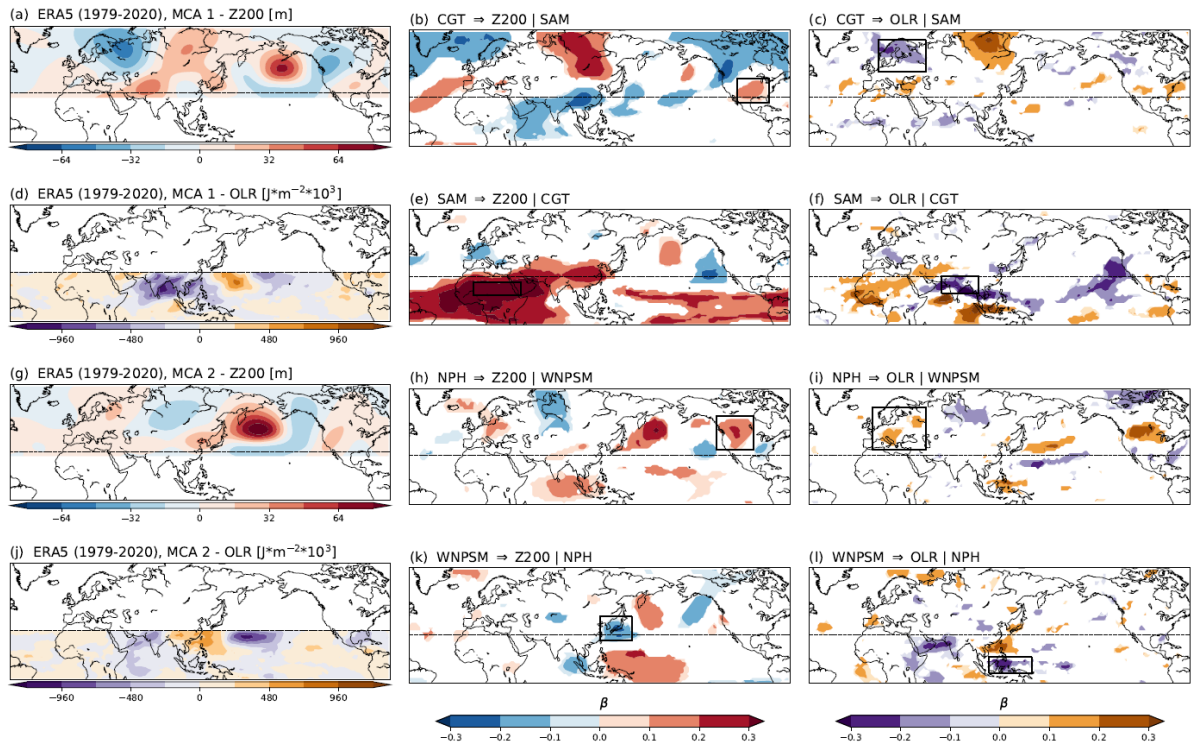 (a) ERA5 (1979-2020), MCA 1 - Z200 [m]
(b) CGT ⇒ Z200 | SAM
(c) CGT ⇒ OLR | SAM
−64 −32 0 32 64
(d) ERA5 (1979-2020), MCA 1 - OLR [J*m⁻²*10³]
(e) SAM ⇒ Z200 | CGT
(f) SAM ⇒ OLR | CGT
−960 −480 0 480 960
(g) ERA5 (1979-2020), MCA 2 - Z200 [m]
(h) NPH ⇒ Z200 | WNPSM
(i) NPH ⇒ OLR | WNPSM
−64 −32 0 32 64
(j) ERA5 (1979-2020), MCA 2 - OLR [J*m⁻²*10³]
(k) WNPSM ⇒ Z200 | NPH
(l) WNPSM ⇒ OLR | NPH
−960 −480 0 480 960
β
−0.3 −0.2 −0.1 0.0 0.1 0.2 0.3
β
−0.3 −0.2 −0.1 0.0 0.1 0.2 0.3